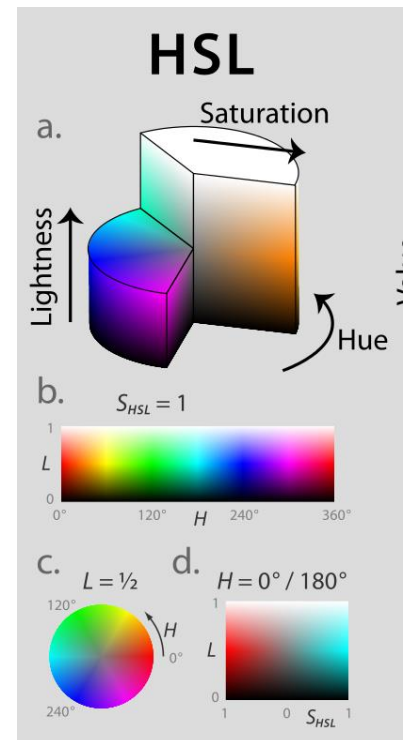 HSL
a.
Saturation
Lightness
Hue
b.
S_HSL = 1
1
L
0
0° 120° H 240° 360°
c.
L = ½
120°
H
0°
240°
d.
H = 0° / 180°
1
L
0
1 0 S_HSL 1